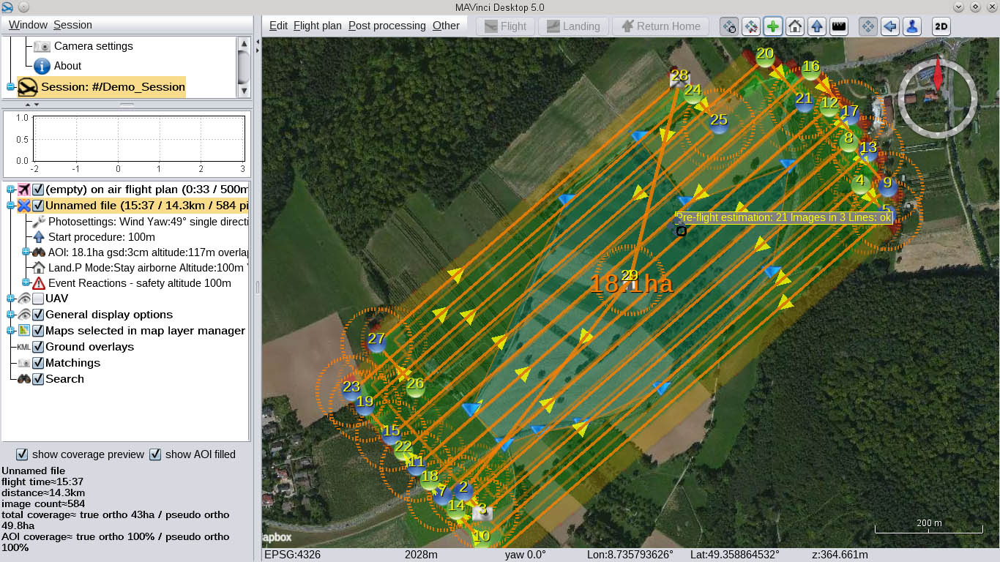 MAVinci Desktop 5.0
Window Session
Edit Flight plan Post processing Other Flight Landing Return Home 2D
Camera settings
About
Session: #/Demo_Session
1.0
0.5
0.0
-2 -1 0 1 2 3
(empty) on air flight plan (0:33 / 500m
Unnamed file (15:37 / 14.3km / 584 pi
Photosettings: Wind Yaw:49° single directi
Start procedure: 100m
AOI: 18.1ha gsd:3cm altitude:117m overlap
Land.P Mode:Stay airborne Altitude:100m
Event Reactions - safety altitude 100m
UAV
General display options
Maps selected in map layer manager
KML Ground overlays
Matchings
Search
show coverage preview show AOI filled
Unnamed file
flight time≈15:37
distance≈14.3km
image count≈584
total coverage≈ true ortho 43ha / pseudo ortho
49.8ha
AOI coverage≈ true ortho 100% / pseudo ortho
100%
20
16
28
24
21
12
17
25
8
13
4
9
5
Pre-flight estimation: 21 Images in 3 Lines: ok
29
18.1ha
27
23
26
19
15
22
11
18
7
2
14
3
10
200 m
apbox
EPSG:4326 2028m yaw 0.0° Lon:8.735793626° Lat:49.358864532° z:364.661m